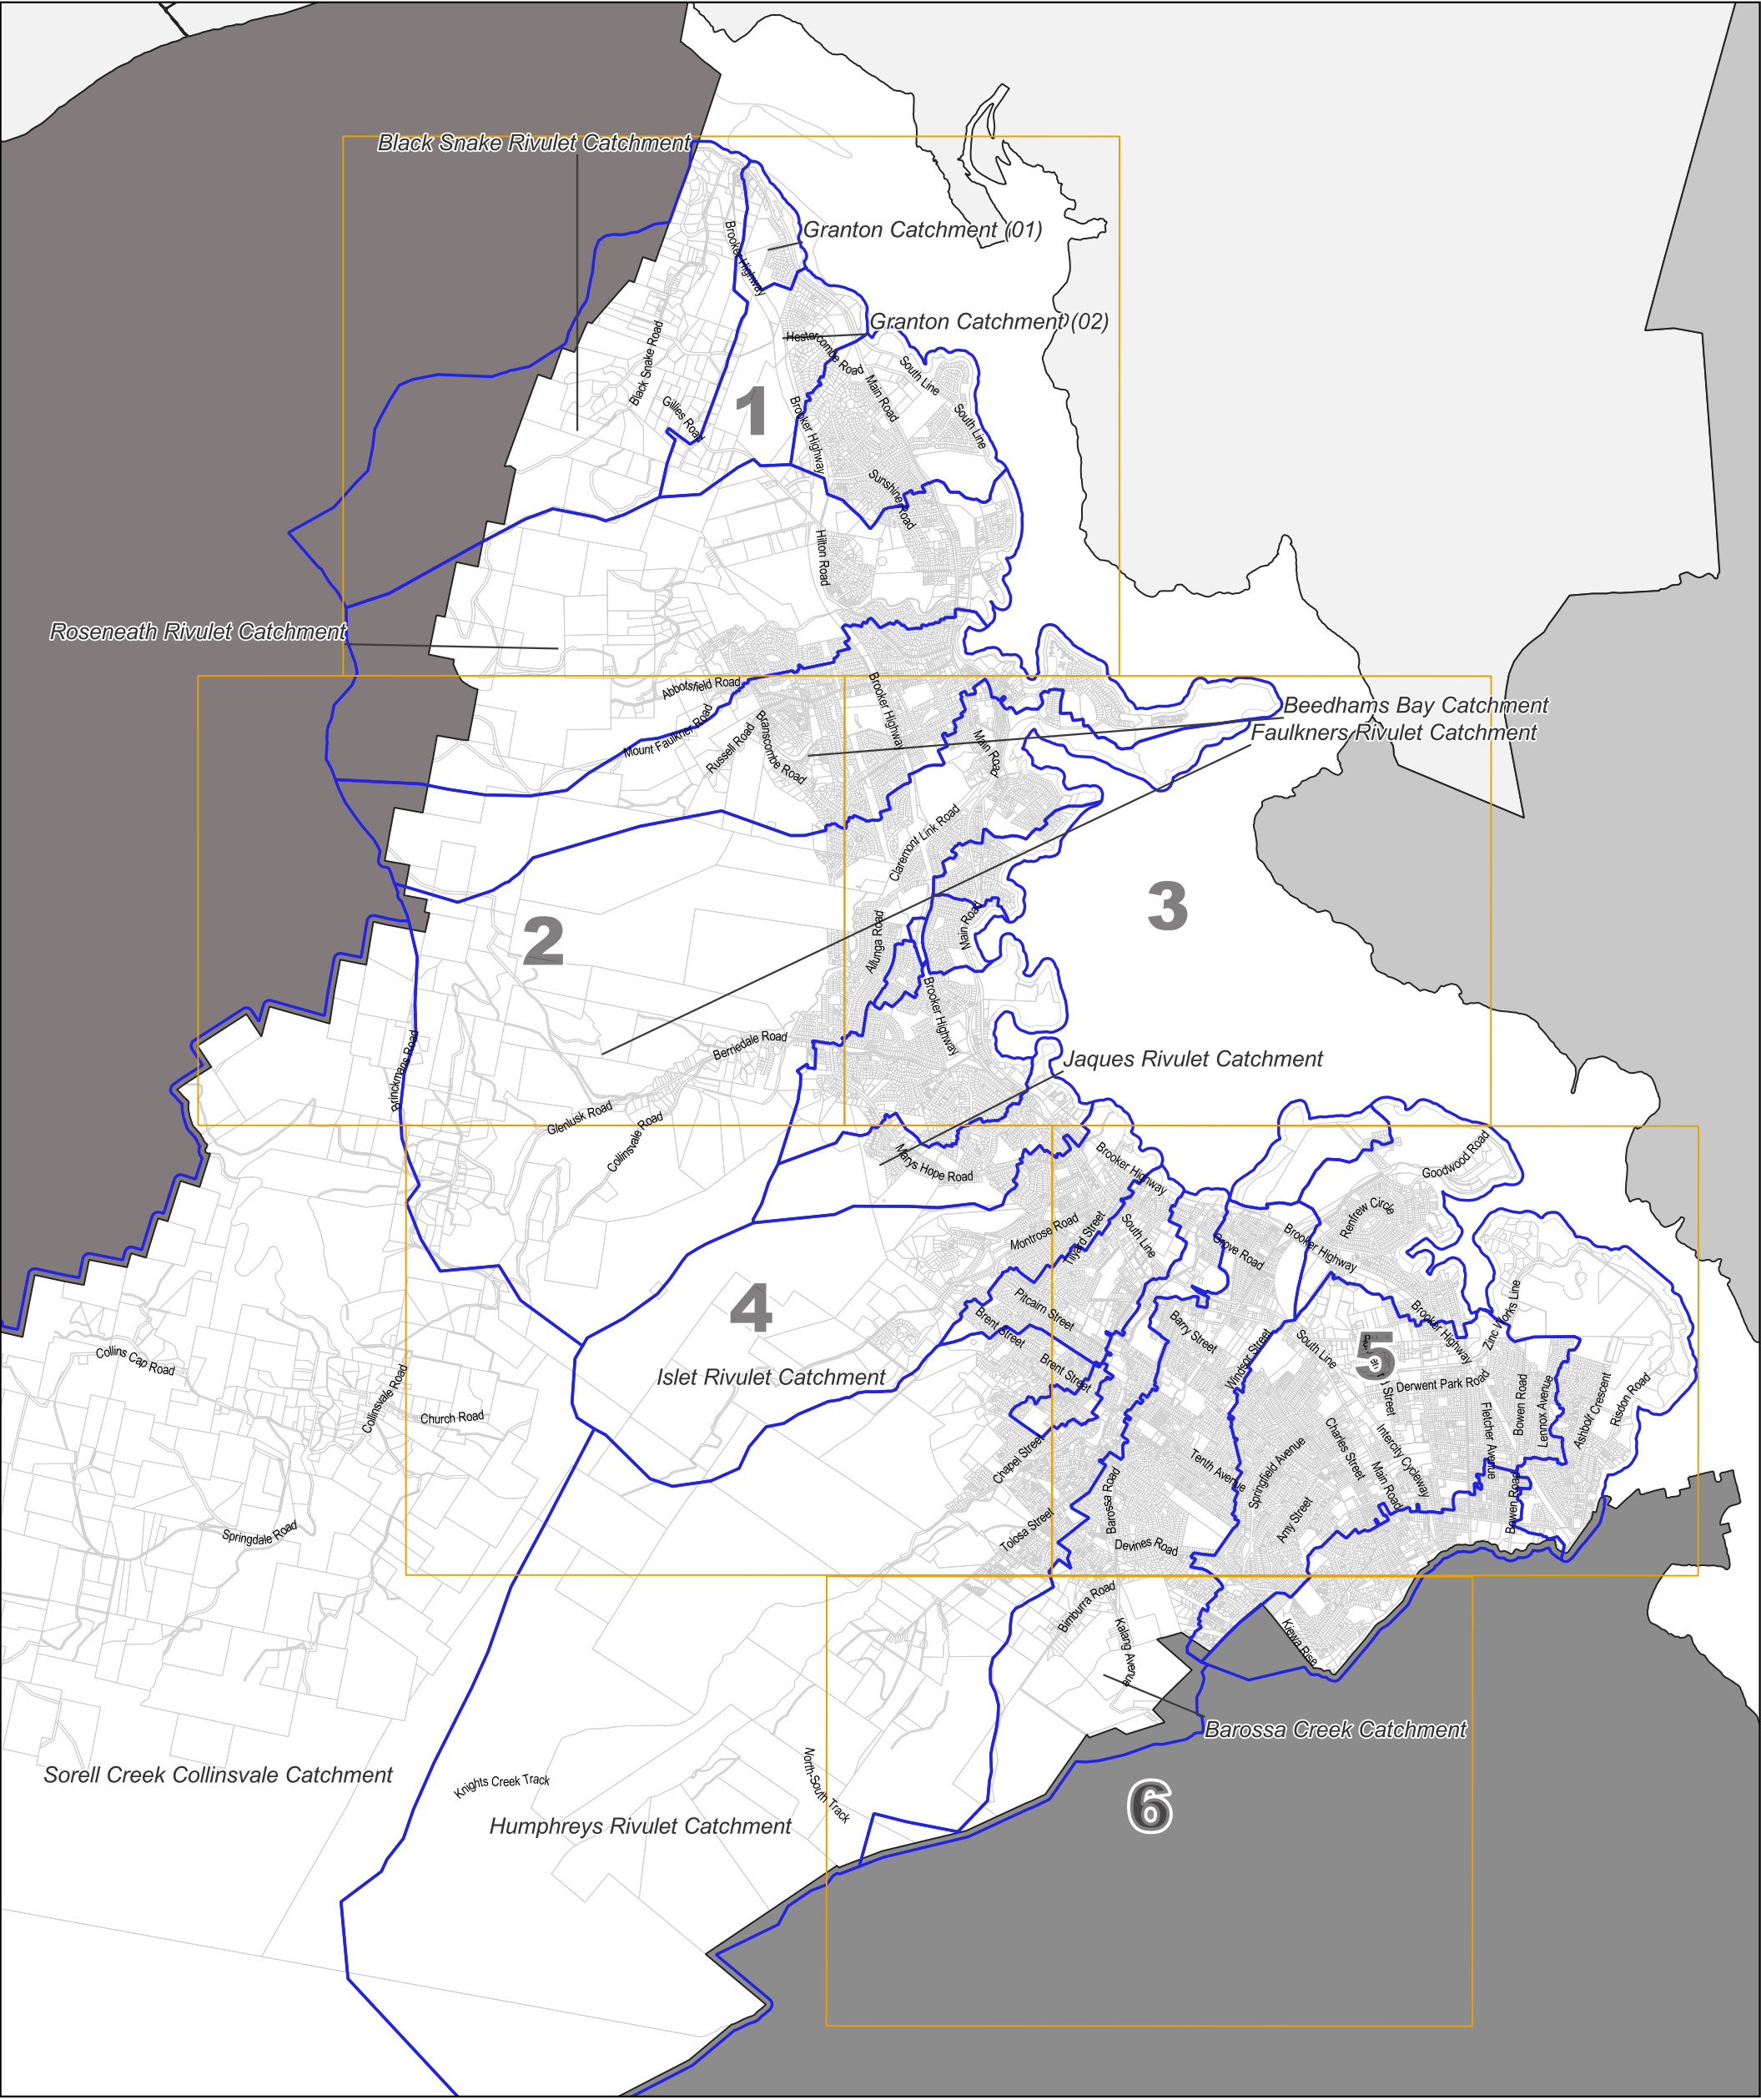 Black Snake Rivulet Catchment
Granton Catchment (01)
Brooker Highway
Granton Catchment (02)
Hestercombe Road
South Line
Black Snake Road
Main Road
Gillies Road
1
Brooker Highway
South Line
Sunshine Road
Hilton Road
Roseneath Rivulet Catchment
Abbotsfield Road
Brooker Highway
Beedhams Bay Catchment
Mount Faulkner Road
Russell Road
Branscombe Road
Main Road
Faulkners Rivulet Catchment
Claremont Link Road
3
2
Allunga Road
Main Road
Brooker Highway
Berriedale Road
Jaques Rivulet Catchment
Brinckmans Road
Glenlusk Road
Collinsvale Road
Marys Hope Road
Brooker Highway
Goodwood Road
Montrose Road
Tilyard Street
South Line
Grove Road
Renfrew Circle
Brooker Highway
4
Pitcairn Street
Brent Street
Barry Street
Windsor Street
South Line
5
Brooker Highway
Zinc Works Line
Collins Cap Road
Islet Rivulet Catchment
Brent Street
Derwent Park Road
Street
Collinsvale Road
Church Road
Chapel Street
Tenth Avenue
Springfield Avenue
Charles Street
Intercity Cycleway
Main Road
Fletcher Avenue
Bowen Road
Lennox Avenue
Ashbolt Crescent
Risdon Road
Springdale Road
Tolosa Street
Barossa Road
Devines Road
Amy Street
Bowen Road
Bimburra Road
Kalang Avenue
Kiewa Rise
Barossa Creek Catchment
Sorell Creek Collinsvale Catchment
Knights Creek Track
North-South Track
Humphreys Rivulet Catchment
6